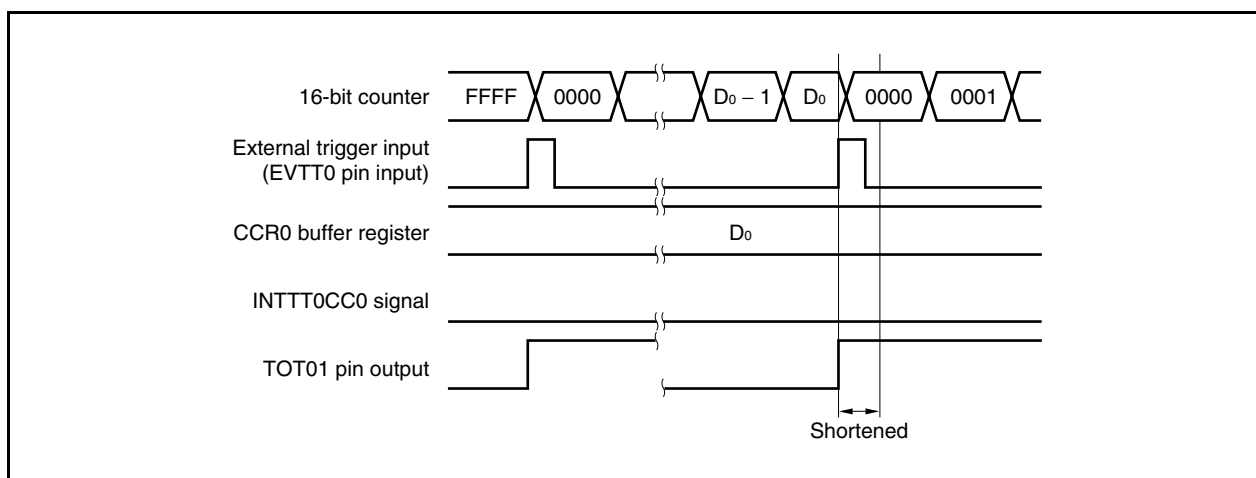 16-bit counter FFFF 0000 D0 − 1 D0 0000 0001
External trigger input
(EVTT0 pin input)
CCR0 buffer register D0
INTTT0CC0 signal
TOT01 pin output
Shortened